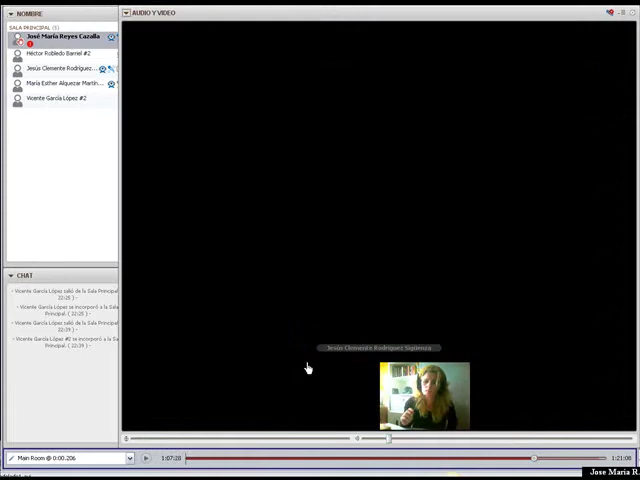 NOMBRE
SALA PRINCIPAL (5)
José María Reyes Cazalla
Héctor Robledo Barriel #2
Jesús Clemente Rodríguez...
María Esther Alquezar Martín...
Vicente García López #2
CHAT
- Vicente García López salió de la Sala Principal.
( 22:25 ) -
- Vicente García López se incorporó a la Sala
Principal. ( 22:25 ) -
- Vicente García López salió de la Sala Principal.
( 22:39 ) -
- Vicente García López #2 se incorporó a la Sala
Principal. ( 22:39 ) -
AUDIO Y VIDEO
Jesús Clemente Rodríguez Sigüenza
Main Room @ 0:00.206
1:07:28
1:21:08
Jose Maria R.